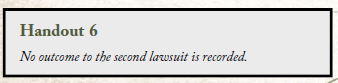 Handout 6
No outcome to the second lawsuit is recorded.